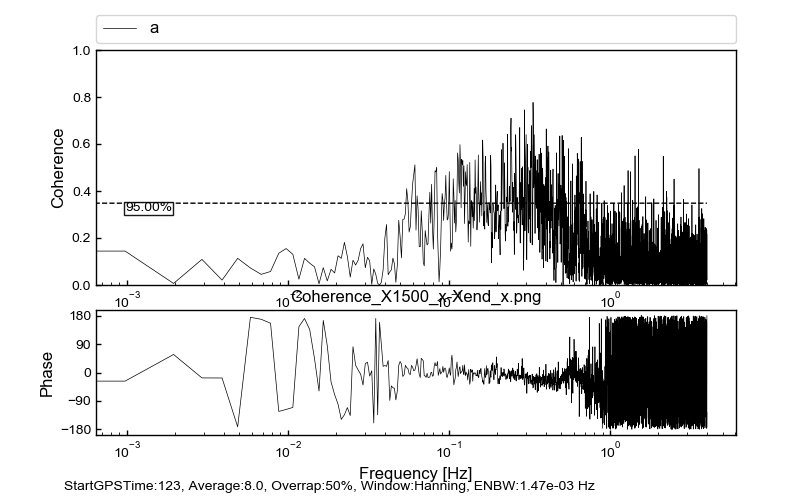 a
1.0
0.8
0.6
0.4
0.2
0.0
Coherence
95.00%
10⁻³ 10⁻² 10⁻¹ 10⁰
Coherence_X1500_x-Xend_x.png
180
90
0
−90
−180
Phase
10⁻³ 10⁻² 10⁻¹ 10⁰
Frequency [Hz]
StartGPSTime:123, Average:8.0, Overrap:50%, Window:Hanning, ENBW:1.47e-03 Hz